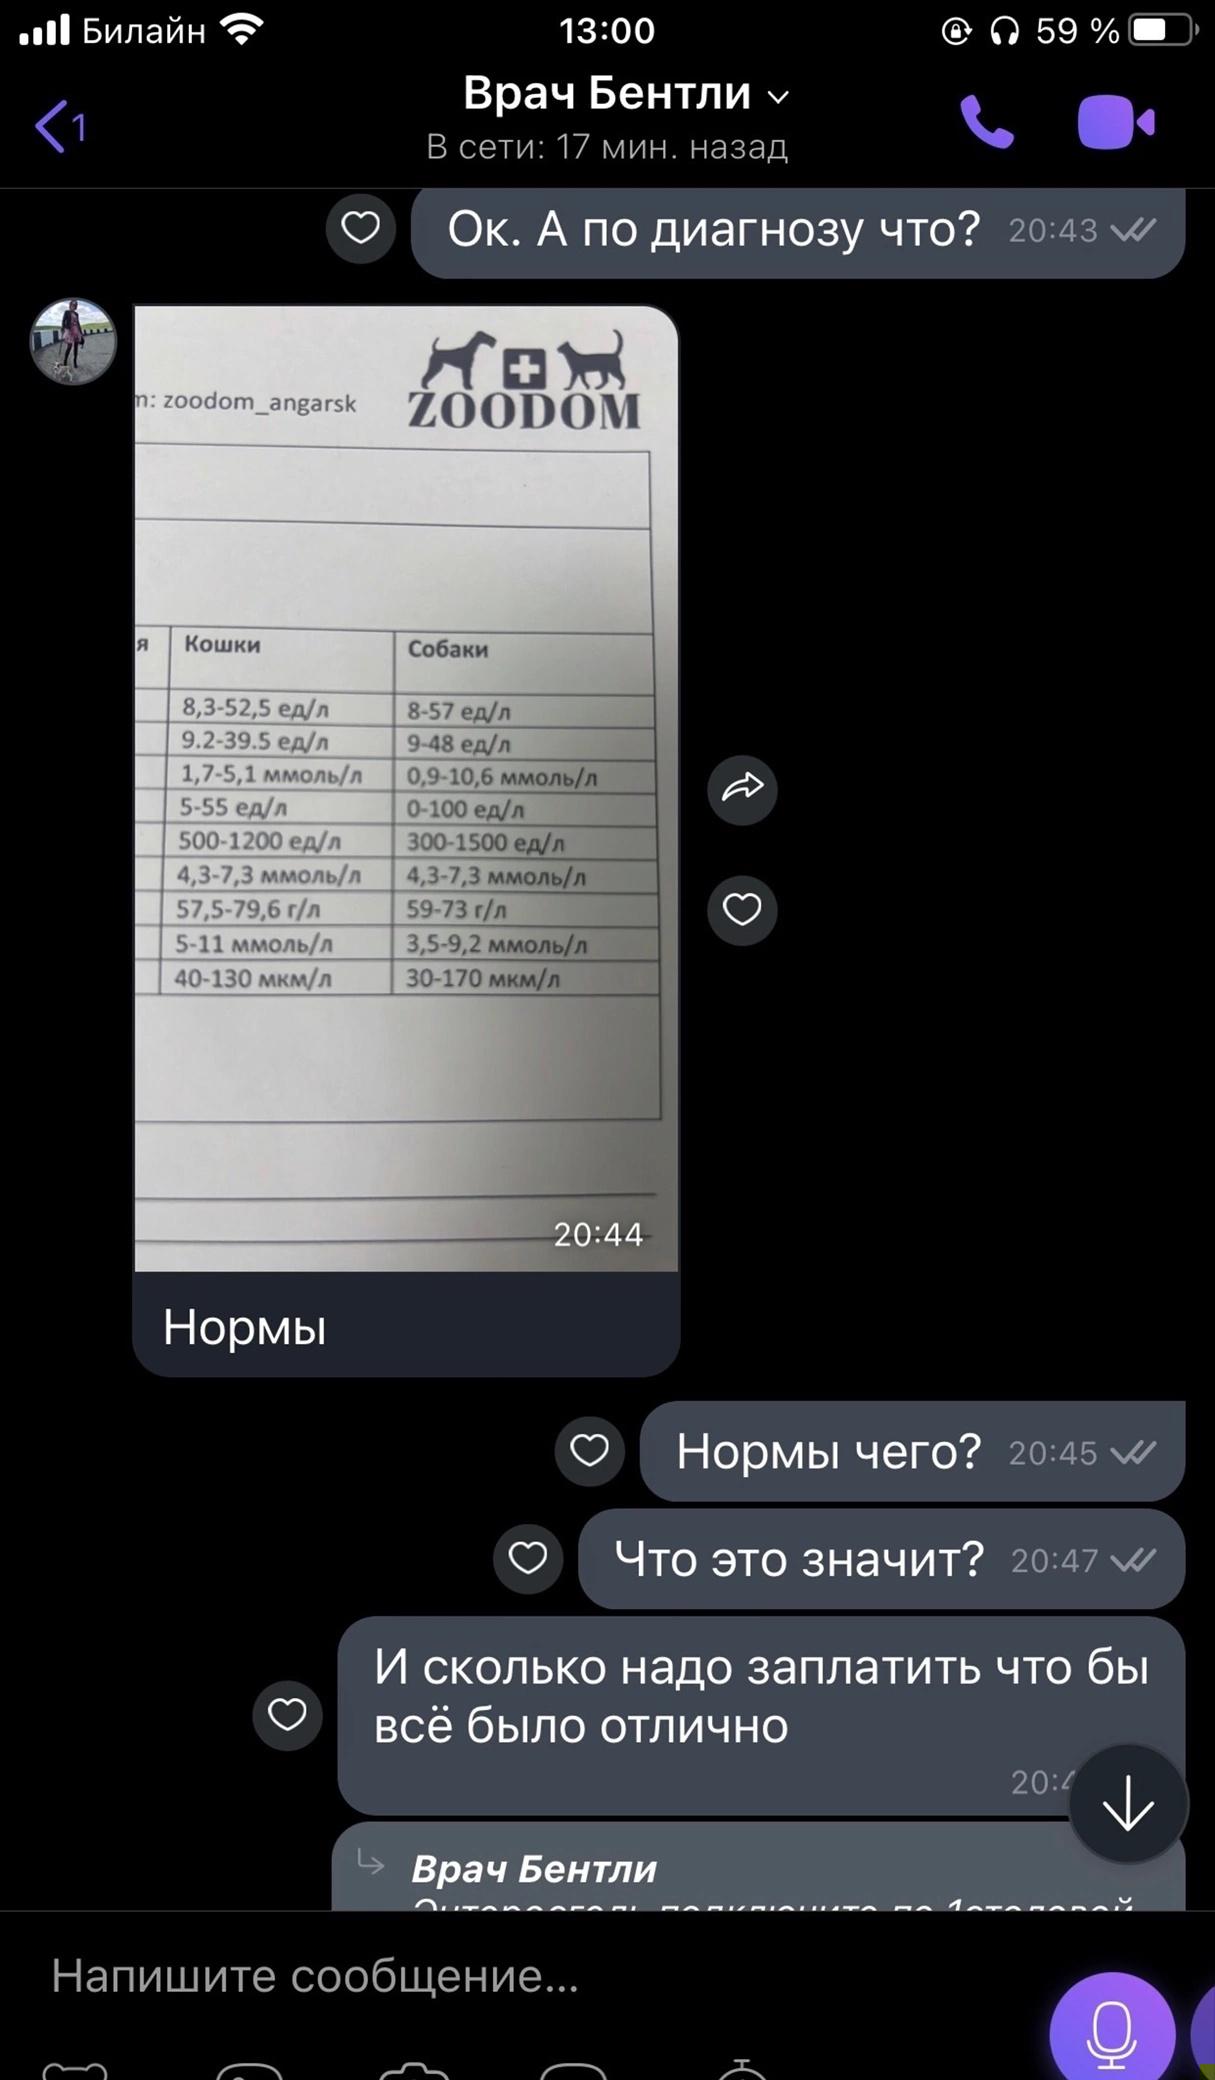 Билайн
13:00
59 %
1
Врач Бентли
В сети: 17 мин. назад
Ок. А по диагнозу что? 20:43
m: zoodom_angarsk
ZOODOM
я Кошки Собаки
8,3-52,5 ед/л 8-57 ед/л
9.2-39.5 ед/л 9-48 ед/л
1,7-5,1 ммоль/л 0,9-10,6 ммоль/л
5-55 ед/л 0-100 ед/л
500-1200 ед/л 300-1500 ед/л
4,3-7,3 ммоль/л 4,3-7,3 ммоль/л
57,5-79,6 г/л 59-73 г/л
5-11 ммоль/л 3,5-9,2 ммоль/л
40-130 мкм/л 30-170 мкм/л
20:44
Нормы
Нормы чего? 20:45
Что это значит? 20:47
И сколько надо заплатить что бы
всё было отлично
Врач Бентли
Напишите сообщение...